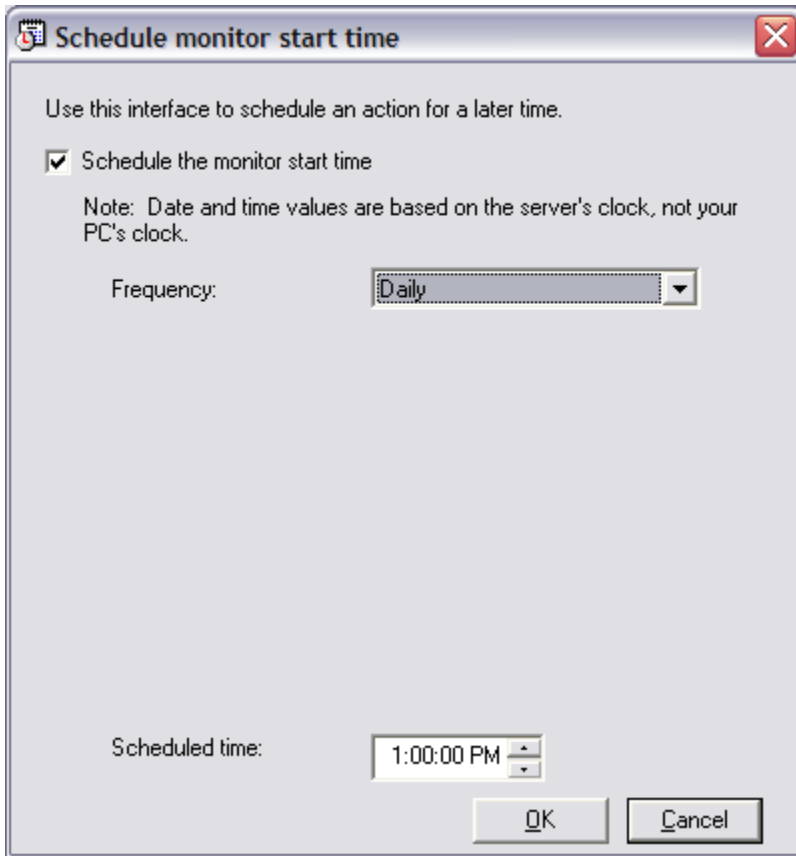 Schedule monitor start time
Use this interface to schedule an action for a later time.
Schedule the monitor start time
Note:  Date and time values are based on the server's clock, not your
PC's clock.
Frequency: Daily
Scheduled time: 1:00:00 PM
OK Cancel